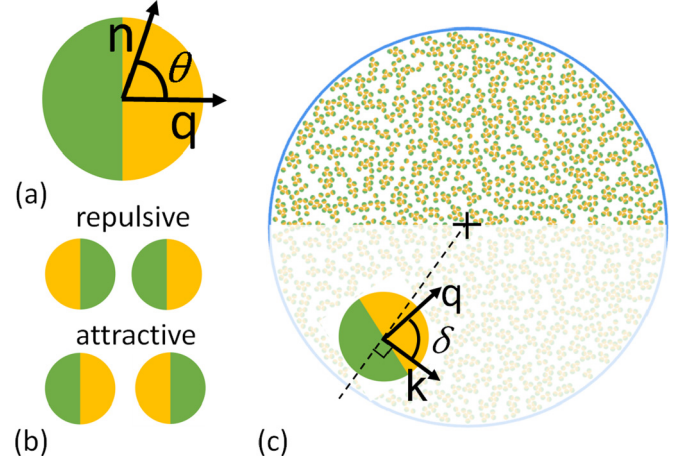 n
θ
q
(a)
repulsive
attractive
(b)
q
δ
k
(c)